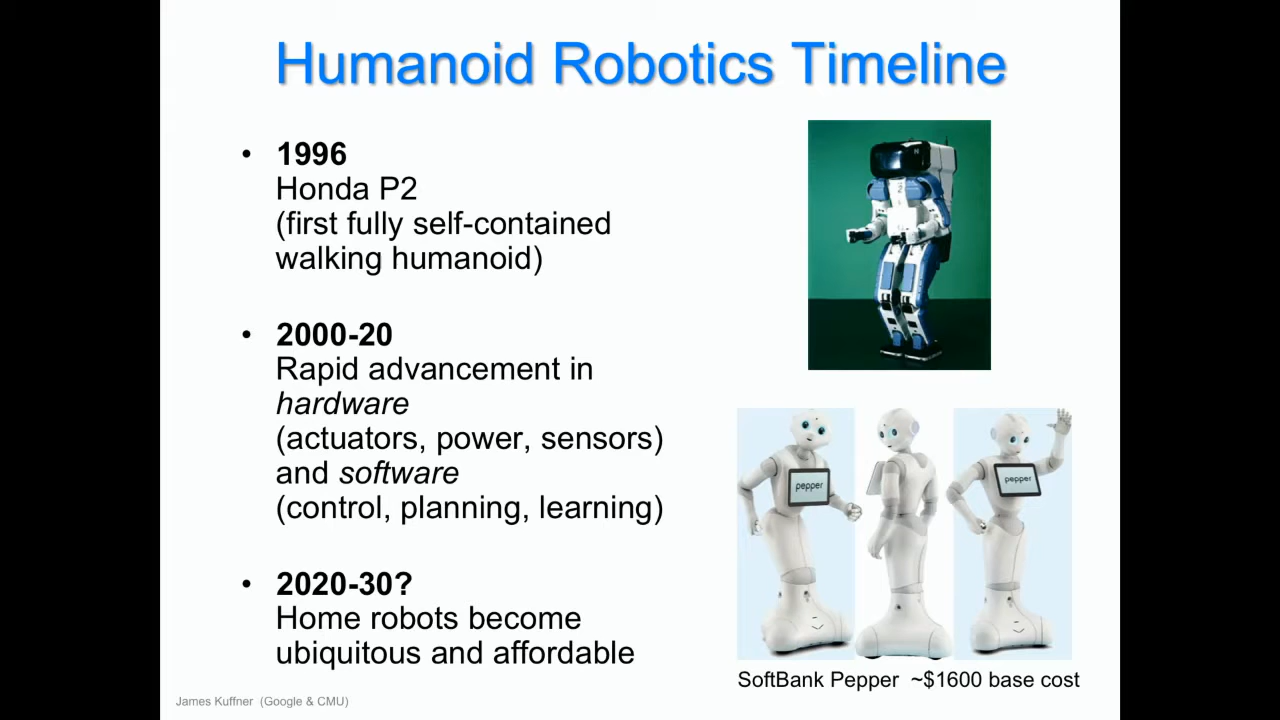 Humanoid Robotics Timeline
• 1996
Honda P2
(first fully self-contained
walking humanoid)
• 2000-20
Rapid advancement in
hardware
(actuators, power, sensors)
and software
(control, planning, learning)
• 2020-30?
Home robots become
ubiquitous and affordable
pepper
pepper
SoftBank Pepper ~$1600 base cost
James Kuffner (Google & CMU)